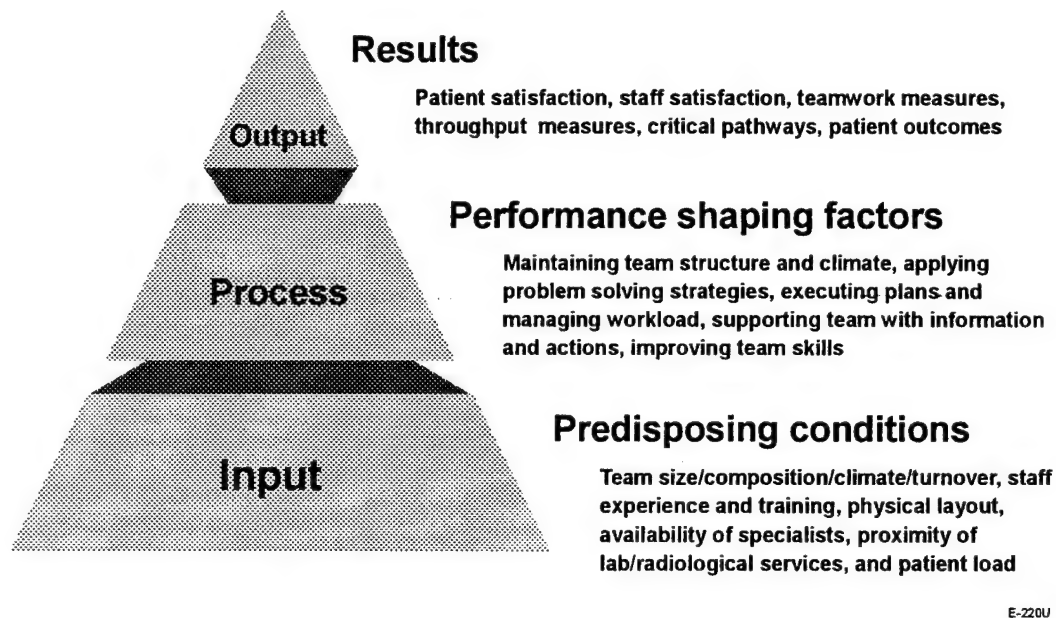 Results
Patient satisfaction, staff satisfaction, teamwork measures,
throughput measures, critical pathways, patient outcomes
Output
Performance shaping factors
Maintaining team structure and climate, applying
problem solving strategies, executing plans and
managing workload, supporting team with information
and actions, improving team skills
Process
Predisposing conditions
Team size/composition/climate/turnover, staff
experience and training, physical layout,
availability of specialists, proximity of
lab/radiological services, and patient load
Input
E-220U